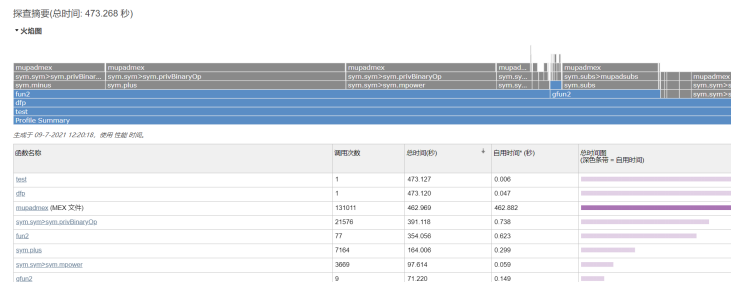 探查摘要(总时间: 473.268 秒)
▼ 火焰图
mupadmex mupadmex mupadmex mupad... mupadmex
sym.sym>sym.privBinar... sym.sym>sym.privBinaryOp sym.sym>sym.privBinaryOp sym.sy... sym.subs>mupadsubs mupadmex
sym.minus sym.plus sym.sym>sym.mpower sym.sy... sym.subs sym.sym>s
fun2 gfun2 sym.sym>s
dfp
test
Profile Summary
生成于 09-7-2021 12:20:18，使用 性能 时间。
函数名称 调用次数 总时间(秒) 自用时间* (秒) 总时间图
(深色条带 = 自用时间)
test 1 473.127 0.006
dfp 1 473.120 0.047
mupadmex (MEX 文件) 131011 462.969 462.882
sym.sym>sym.privBinaryOp 21576 391.118 0.738
fun2 77 354.056 0.623
sym.plus 7164 164.006 0.299
sym.sym>sym.mpower 3669 97.614 0.059
gfun2 9 71.220 0.149